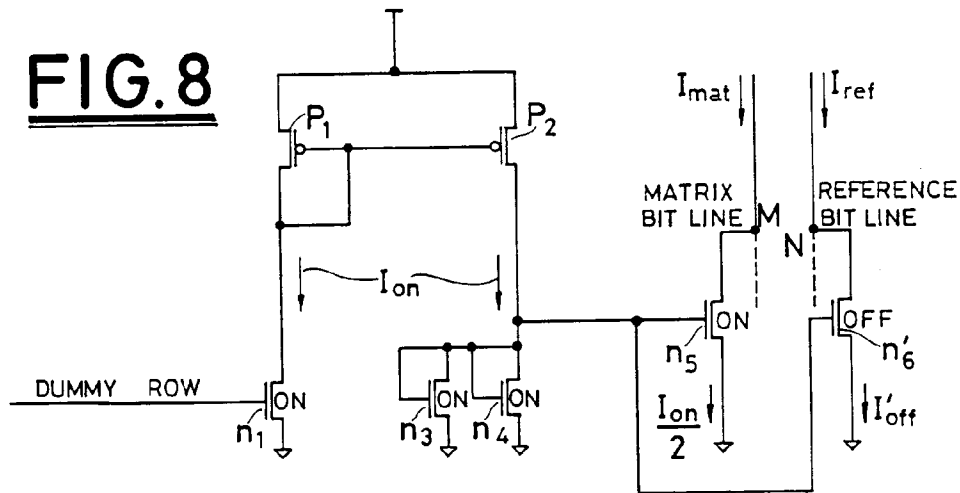 FIG.8
P1
P2
Imat
Iref
MATRIX
BIT LINE
M
REFERENCE
BIT LINE
N
Ion
ON
n5
OFF
n'6
DUMMY ROW
ON
n1
ON
n3
ON
n4
Ion/2
I'off